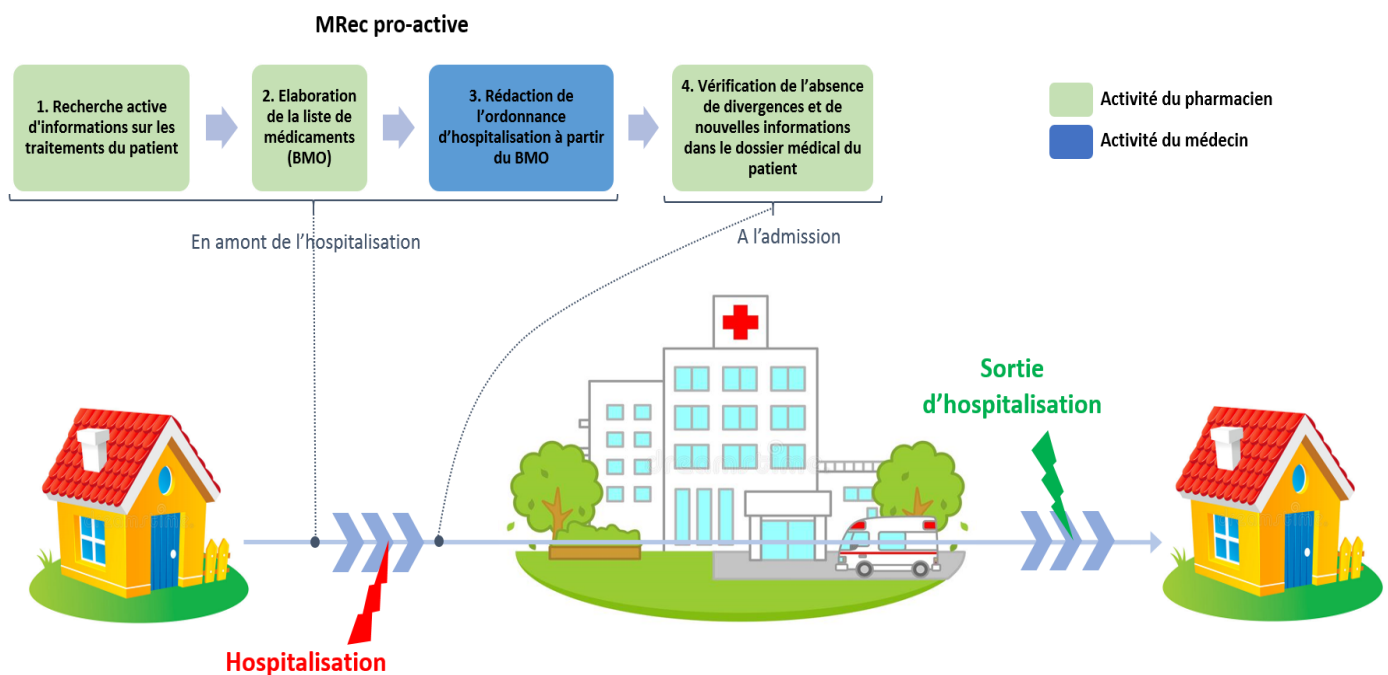 MRec pro-active
1. Recherche active
d'informations sur les
traitements du patient
2. Elaboration
de la liste de
médicaments
(BMO)
3. Rédaction de
l’ordonnance
d’hospitalisation à partir
du BMO
4. Vérification de l’absence
de divergences et de
nouvelles informations
dans le dossier médical du
patient
Activité du pharmacien
Activité du médecin
En amont de l’hospitalisation
A l’admission
Sortie
d’hospitalisation
Hospitalisation